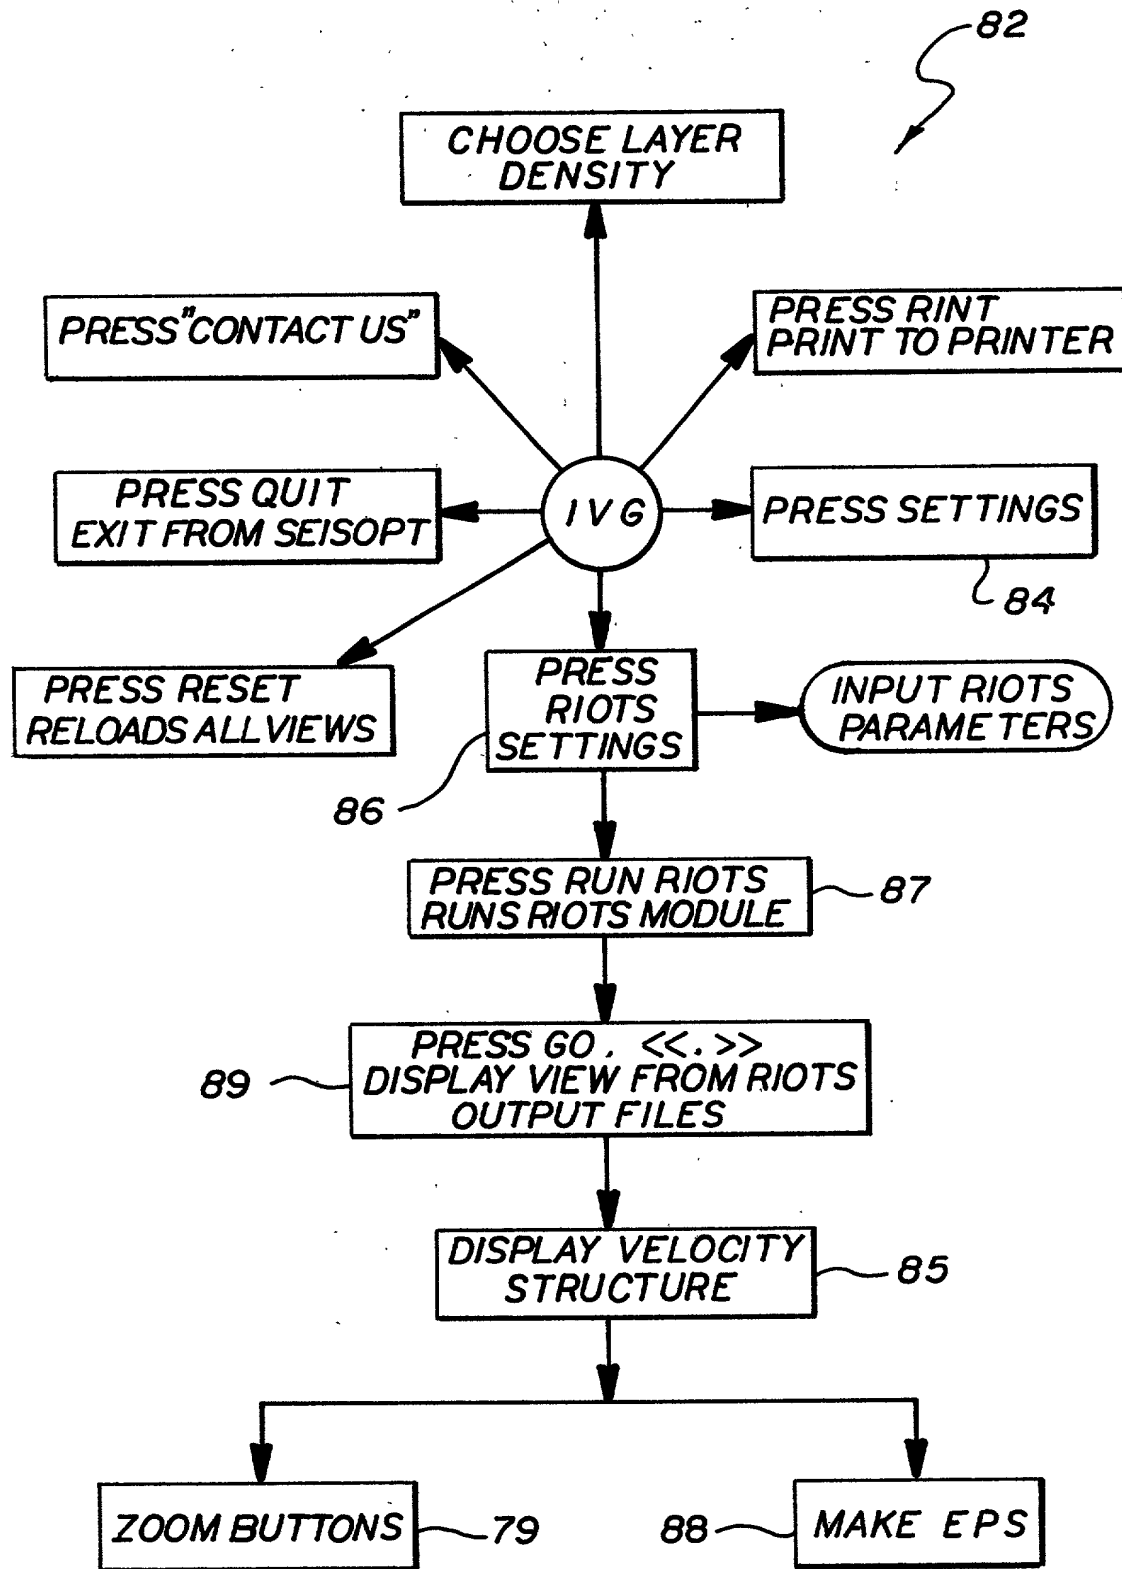 82
CHOOSE LAYER
DENSITY
PRESS "CONTACT US"
PRESS RINT
PRINT TO PRINTER
PRESS QUIT
EXIT FROM SEISOPT
IVG
PRESS SETTINGS
84
PRESS RESET
RELOADS ALL VIEWS
PRESS
RIOTS
SETTINGS
INPUT RIOTS
PARAMETERS
86
PRESS RUN RIOTS
RUNS RIOTS MODULE
87
PRESS GO. <<.>>
DISPLAY VIEW FROM RIOTS
OUTPUT FILES
89
DISPLAY VELOCITY
STRUCTURE
85
ZOOM BUTTONS
79
88
MAKE EPS